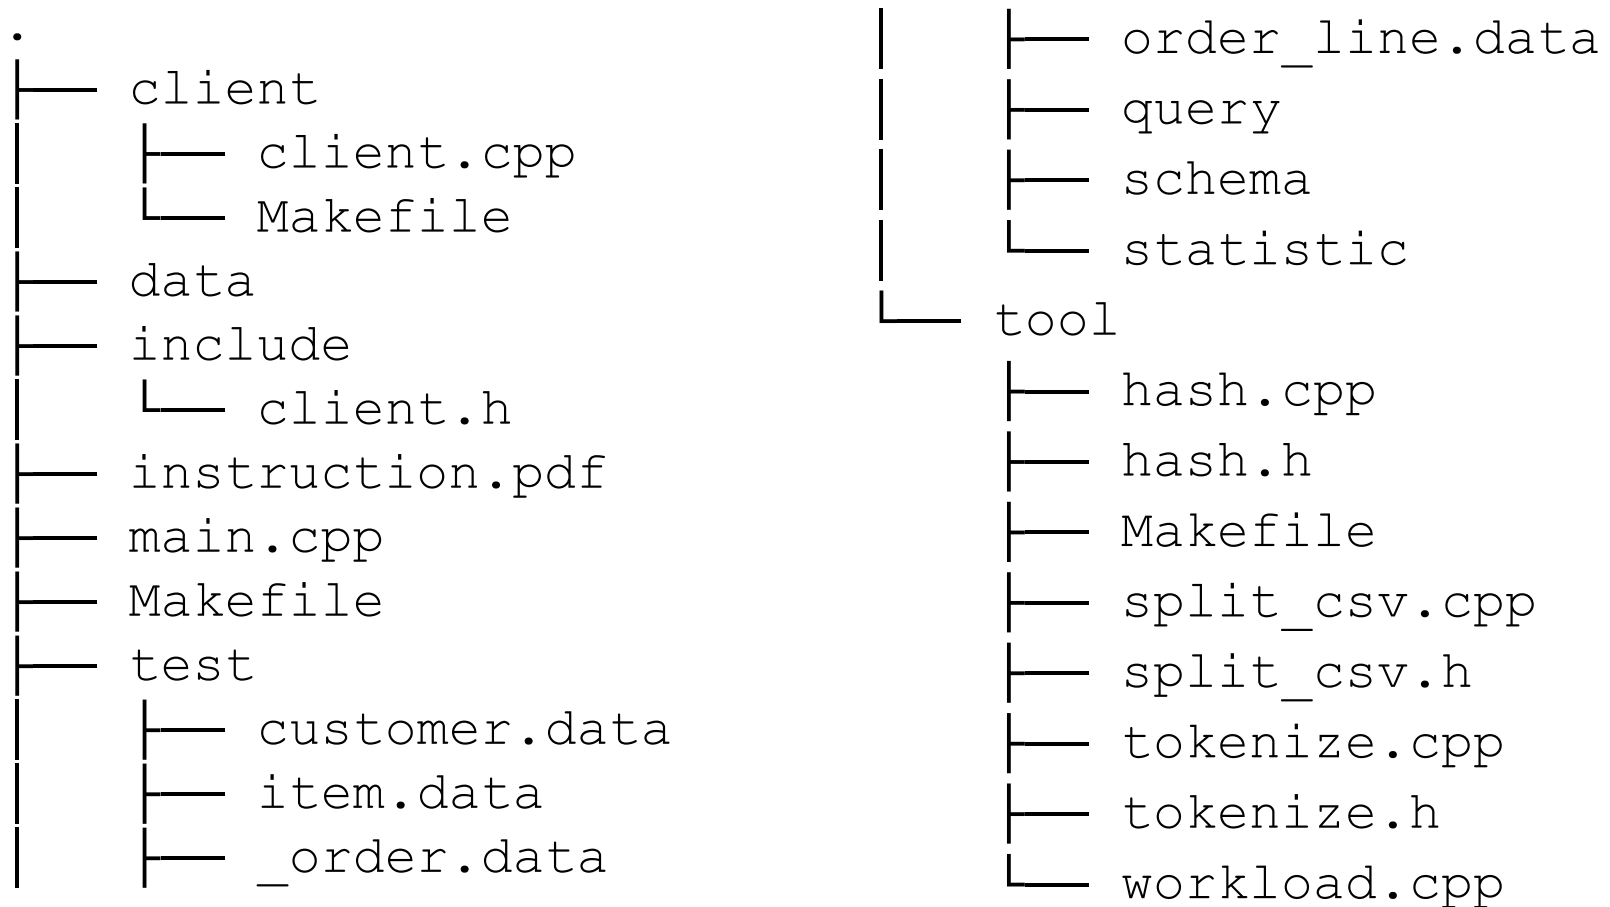 .
├── client
│   ├── client.cpp
│   └── Makefile
├── data
├── include
│   └── client.h
├── instruction.pdf
├── main.cpp
├── Makefile
├── test
│   ├── customer.data
│   ├── item.data
│   ├── _order.data
│   ├── order_line.data
│   ├── query
│   ├── schema
│   └── statistic
└── tool
    ├── hash.cpp
    ├── hash.h
    ├── Makefile
    ├── split_csv.cpp
    ├── split_csv.h
    ├── tokenize.cpp
    ├── tokenize.h
    └── workload.cpp